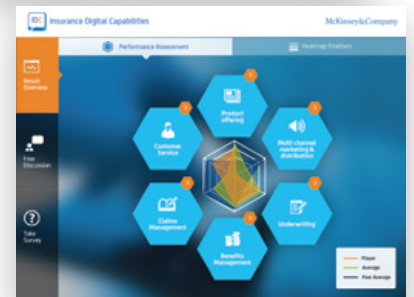 IDC Insurance Digital Capabilities
McKinsey&Company
Performance Assessment
Heatmap Enablers
Result
Overview
Free
Discussion
Take
Survey
Product
offering
Customer
Service
Multi channel
marketing &
distribution
Claims
Management
Underwriting
Benefits
Management
Player
Average
Peer Average